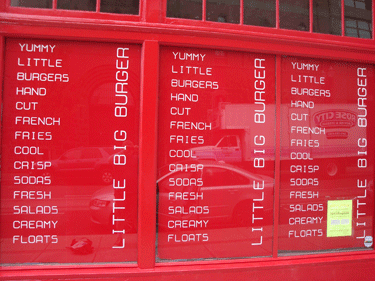 YUMMY
LITTLE
BURGERS
HAND
CUT
FRENCH
FRIES
COOL
CRISP
SODAS
FRESH
SALADS
CREAMY
FLOATS
LITTLE BIG BURGER
YUMMY
LITTLE
BURGERS
HAND
CUT
FRENCH
FRIES
COOL
CRISP
SODAS
FRESH
SALADS
CREAMY
FLOATS
LITTLE BIG BURGER
YUMMY
LITTLE
BURGERS
HAND
CUT
FRENCH
FRIES
COOL
CRISP
SODAS
FRESH
SALADS
CREAMY
FLOATS
LITTLE BIG BURGER